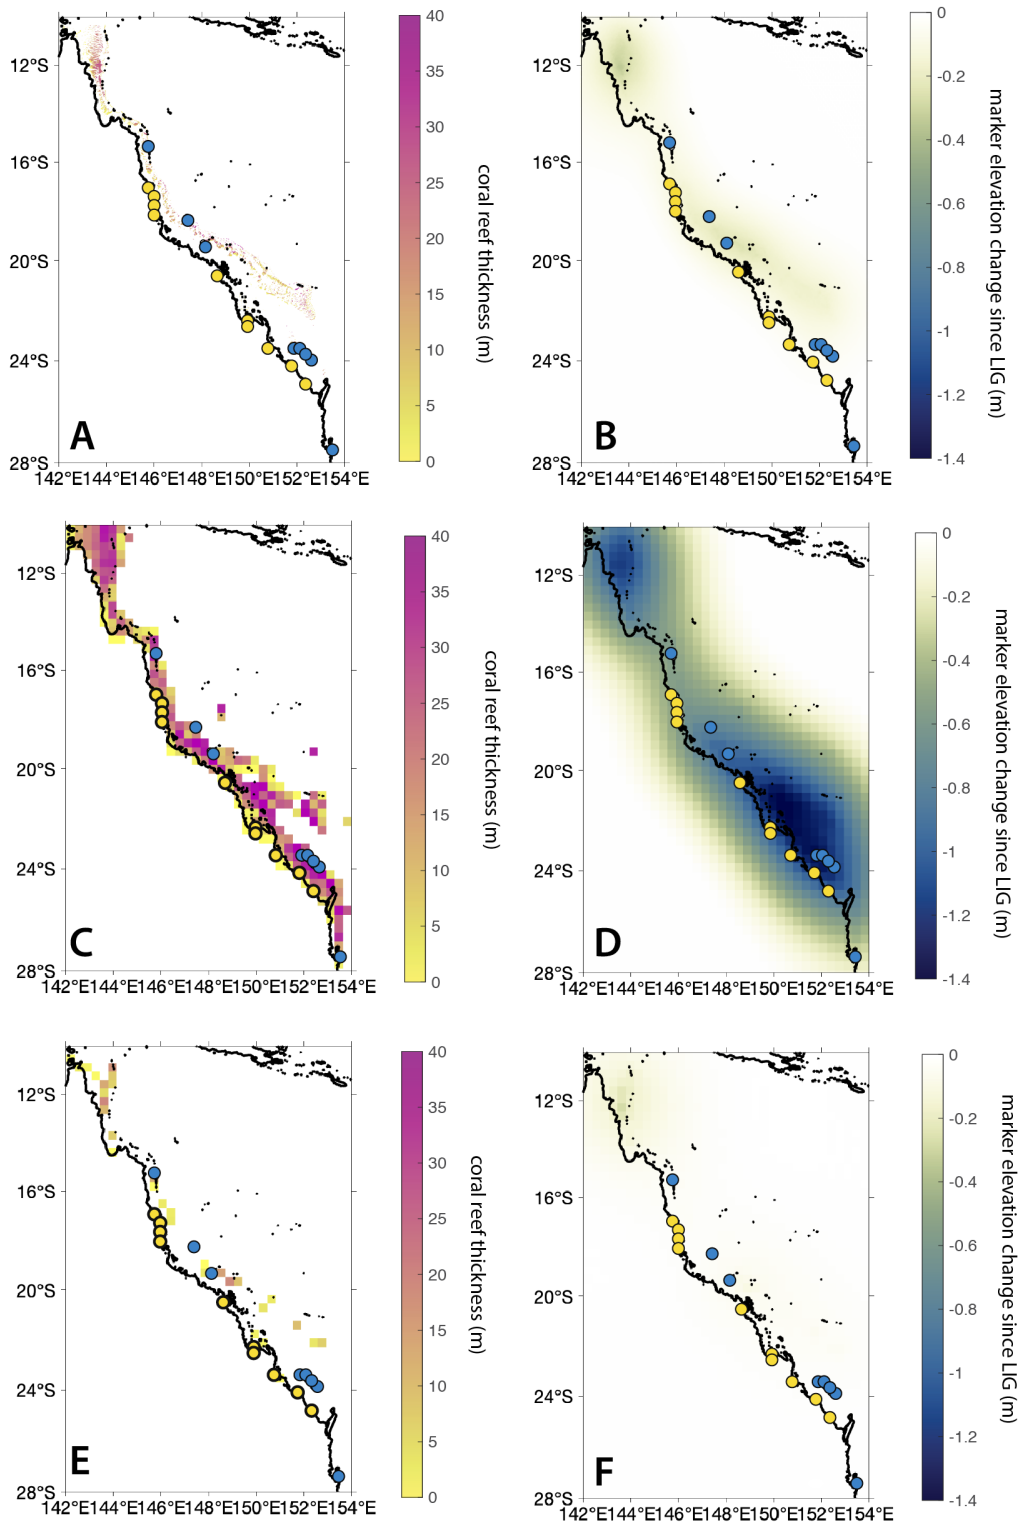 12°S
16°S
20°S
24°S
28°S
142°E144°E146°E148°E150°E152°E154°E
A
40
35
30
25
20
15
10
5
0
coral reef thickness (m)
12°S
16°S
20°S
24°S
28°S
142°E144°E146°E148°E150°E152°E154°E
B
0
-0.2
-0.4
-0.6
-0.8
-1
-1.2
-1.4
marker elevation change since LIG (m)
12°S
16°S
20°S
24°S
28°S
142°E144°E146°E148°E150°E152°E154°E
C
40
35
30
25
20
15
10
5
0
coral reef thickness (m)
12°S
16°S
20°S
24°S
28°S
142°E144°E146°E148°E150°E152°E154°E
D
0
-0.2
-0.4
-0.6
-0.8
-1
-1.2
-1.4
marker elevation change since LIG (m)
12°S
16°S
20°S
24°S
28°S
142°E144°E146°E148°E150°E152°E154°E
E
40
35
30
25
20
15
10
5
0
coral reef thickness (m)
12°S
16°S
20°S
24°S
28°S
142°E144°E146°E148°E150°E152°E154°E
F
0
-0.2
-0.4
-0.6
-0.8
-1
-1.2
-1.4
marker elevation change since LIG (m)